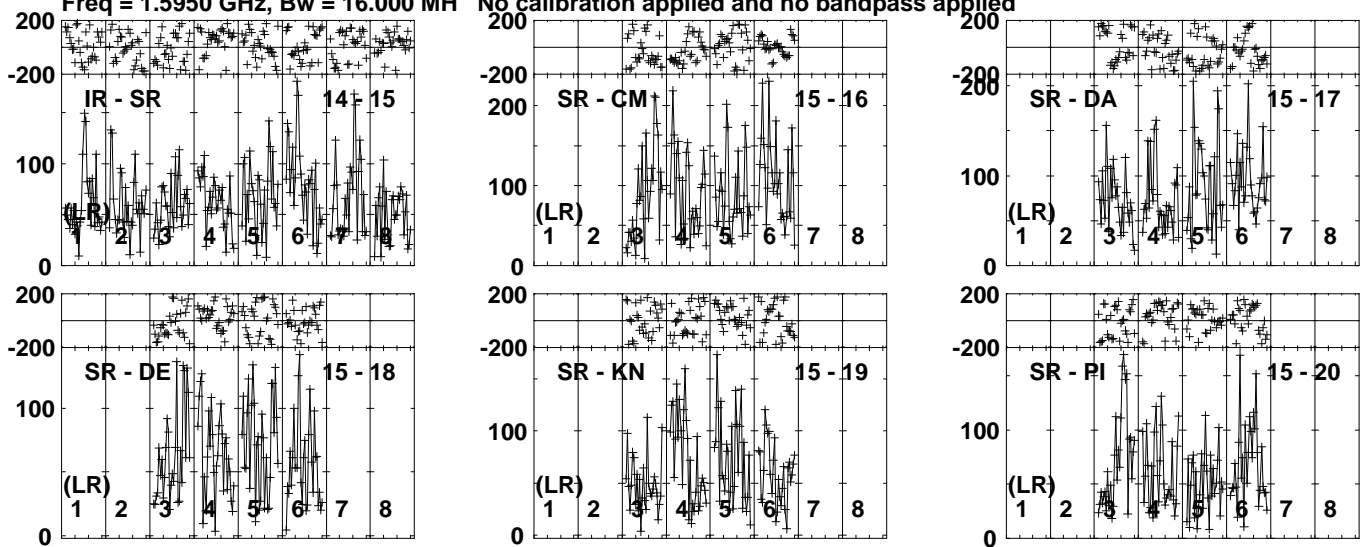 Freq = 1.5950 GHz, Bw = 16.000 MH No calibration applied and no bandpass applied
200
-200
IR - SR 14 - 15
200
100
(LR)
1 2 3 4 5 6 7 8
0
200
-200
SR - CM 15 - 16
200
100
(LR)
1 2 3 4 5 6 7 8
0
200
-200
SR - DA 15 - 17
200
100
(LR)
1 2 3 4 5 6 7 8
0
200
-200
SR - DE 15 - 18
100
(LR)
1 2 3 4 5 6 7 8
0
200
-200
SR - KN 15 - 19
100
(LR)
1 2 3 4 5 6 7 8
0
200
-200
SR - PI 15 - 20
100
(LR)
1 2 3 4 5 6 7 8
0